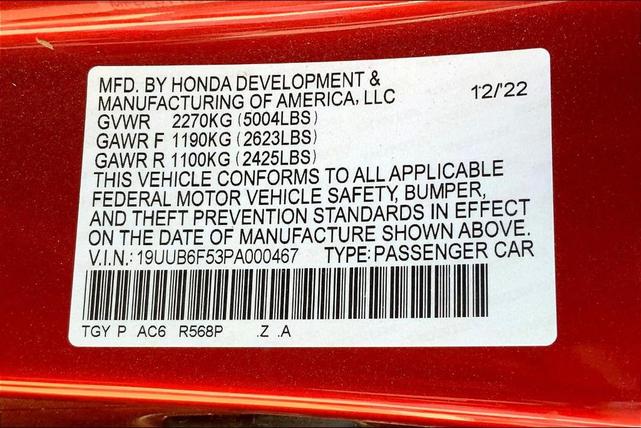 MFD. BY HONDA DEVELOPMENT &
MANUFACTURING OF AMERICA, LLC 12/'22
GVWR 2270KG (5004LBS)
GAWR F 1190KG (2623LBS)
GAWR R 1100KG (2425LBS)
THIS VEHICLE CONFORMS TO ALL APPLICABLE
FEDERAL MOTOR VEHICLE SAFETY, BUMPER,
AND THEFT PREVENTION STANDARDS IN EFFECT
ON THE DATE OF MANUFACTURE SHOWN ABOVE.
V.I.N.: 19UUB6F53PA000467 TYPE: PASSENGER CAR
TGY P AC6 R568P .Z .A